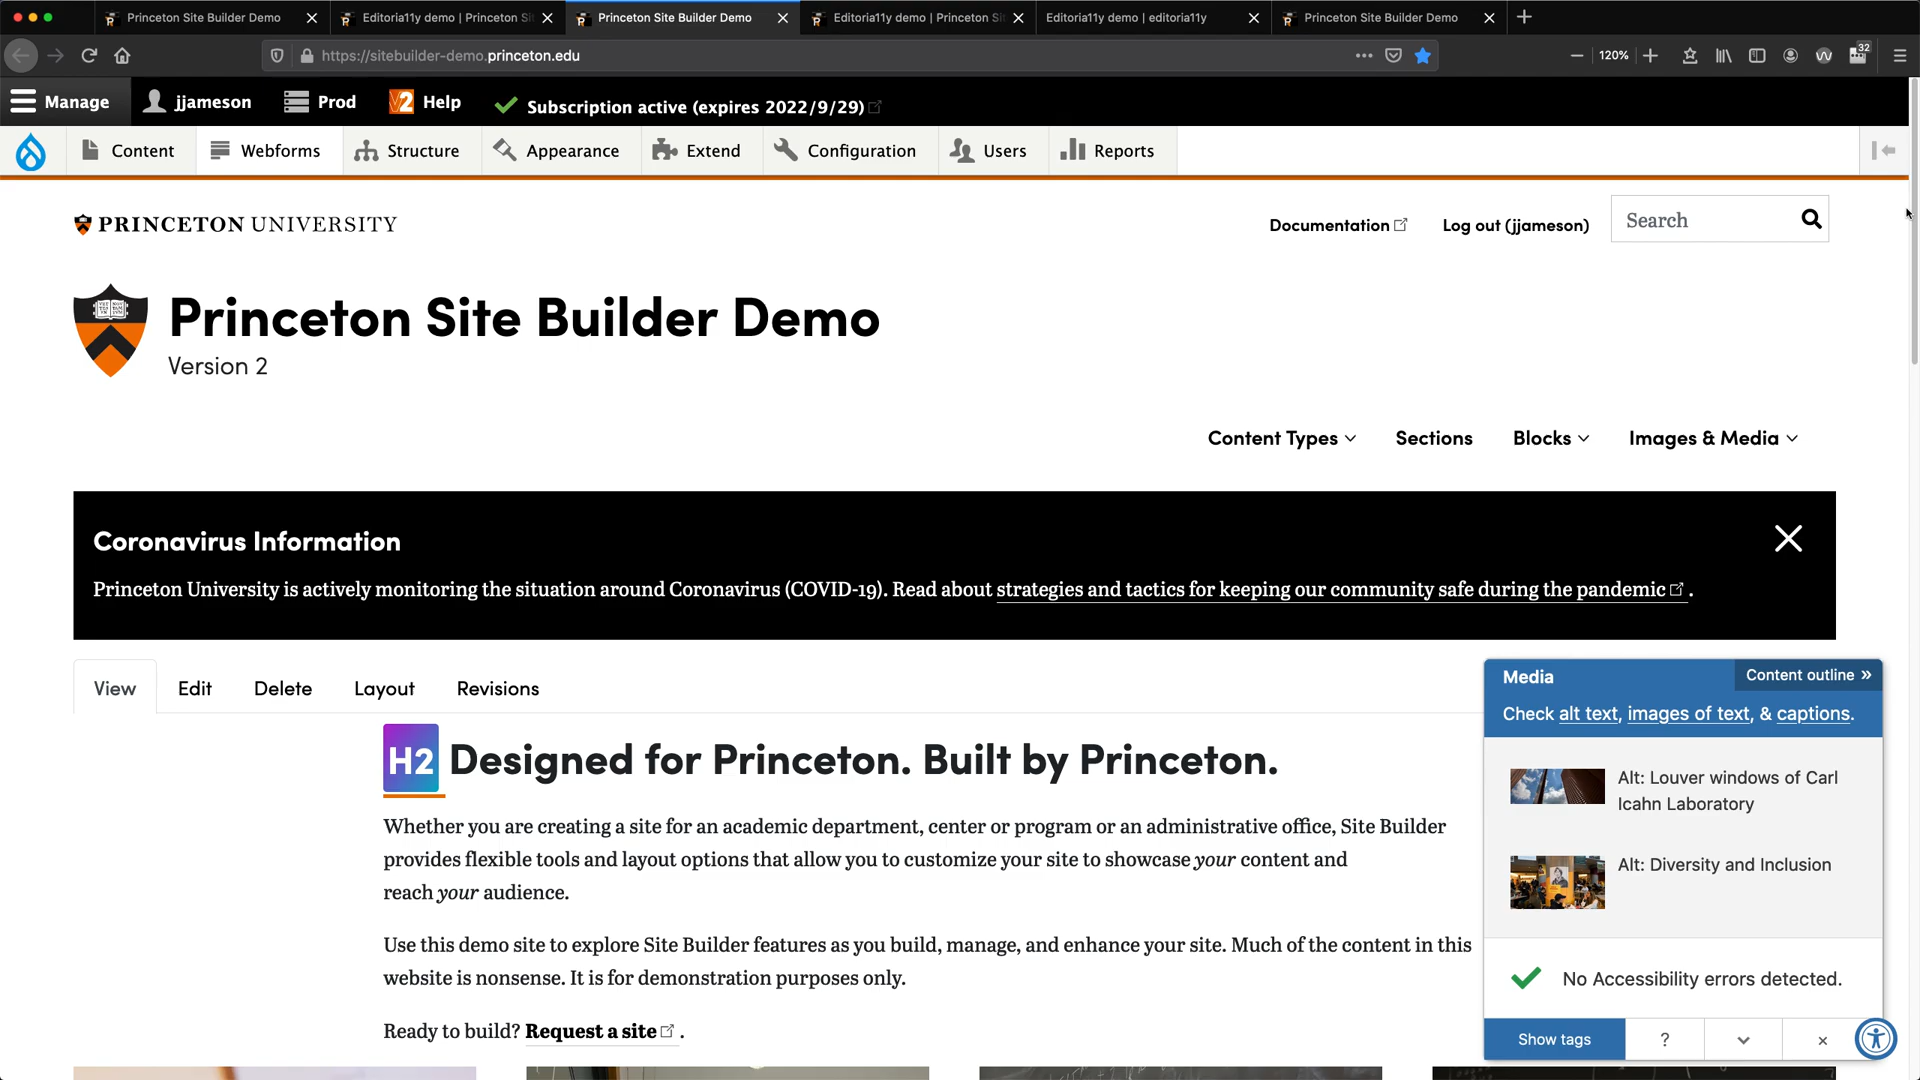 Princeton Site Builder Demo
Editoria11y demo | Princeton Si
Princeton Site Builder Demo
Editoria11y demo | Princeton Si
Editoria11y demo | editoria11y
Princeton Site Builder Demo
https://sitebuilder-demo.princeton.edu
120%
32
Manage
jjameson
Prod
V2 Help
Subscription active (expires 2022/9/29)
Content
Webforms
Structure
Appearance
Extend
Configuration
Users
Reports
PRINCETON UNIVERSITY
Documentation
Log out (jjameson)
Search
Princeton Site Builder Demo
Version 2
Content Types
Sections
Blocks
Images & Media
Coronavirus Information
Princeton University is actively monitoring the situation around Coronavirus (COVID-19). Read about strategies and tactics for keeping our community safe during the pandemic .
View
Edit
Delete
Layout
Revisions
H2 Designed for Princeton. Built by Princeton.
Whether you are creating a site for an academic department, center or program or an administrative office, Site Builder
provides flexible tools and layout options that allow you to customize your site to showcase your content and
reach your audience.
Use this demo site to explore Site Builder features as you build, manage, and enhance your site. Much of the content in this
website is nonsense. It is for demonstration purposes only.
Ready to build? Request a site .
Media
Content outline »
Check alt text, images of text, & captions.
Alt: Louver windows of Carl
Icahn Laboratory
Alt: Diversity and Inclusion
No Accessibility errors detected.
Show tags
?
×